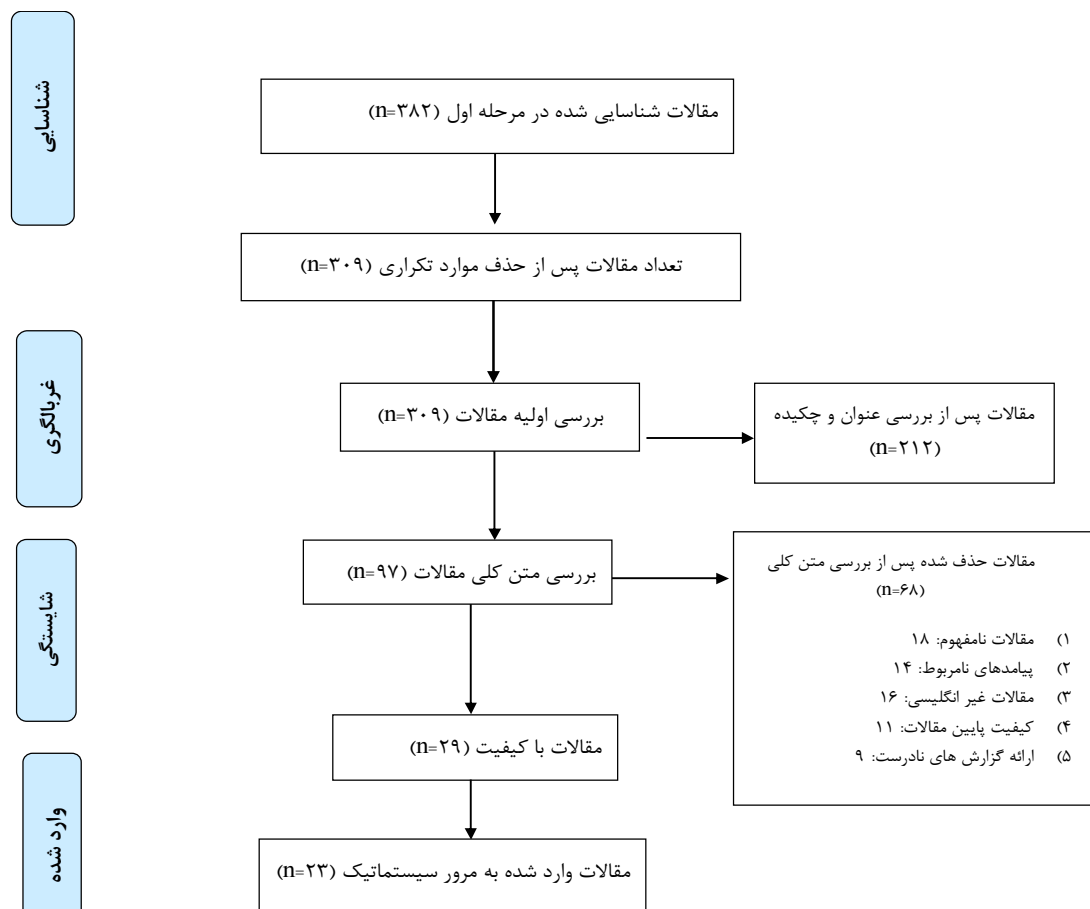 شناسایی
مقالات شناسایی شده در مرحله اول (n=۳۸۲)
تعداد مقالات پس از حذف موارد تکراری (n=۳۰۹)
غربالگری
بررسی اولیه مقالات (n=۳۰۹)
مقالات پس از بررسی عنوان و چکیده
(n=۲۱۲)
شایستگی
بررسی متن کلی مقالات (n=۹۷)
مقالات حذف شده پس از بررسی متن کلی
(n=۶۸)
۱) مقالات نامفهوم: ۱۸
۲) پیامدهای نامربوط: ۱۴
۳) مقالات غیر انگلیسی: ۱۶
۴) کیفیت پایین مقالات: ۱۱
۵) ارائه گزارش های نادرست: ۹
مقالات با کیفیت (n=۲۹)
وارد شده
مقالات وارد شده به مرور سیستماتیک (n=۲۳)